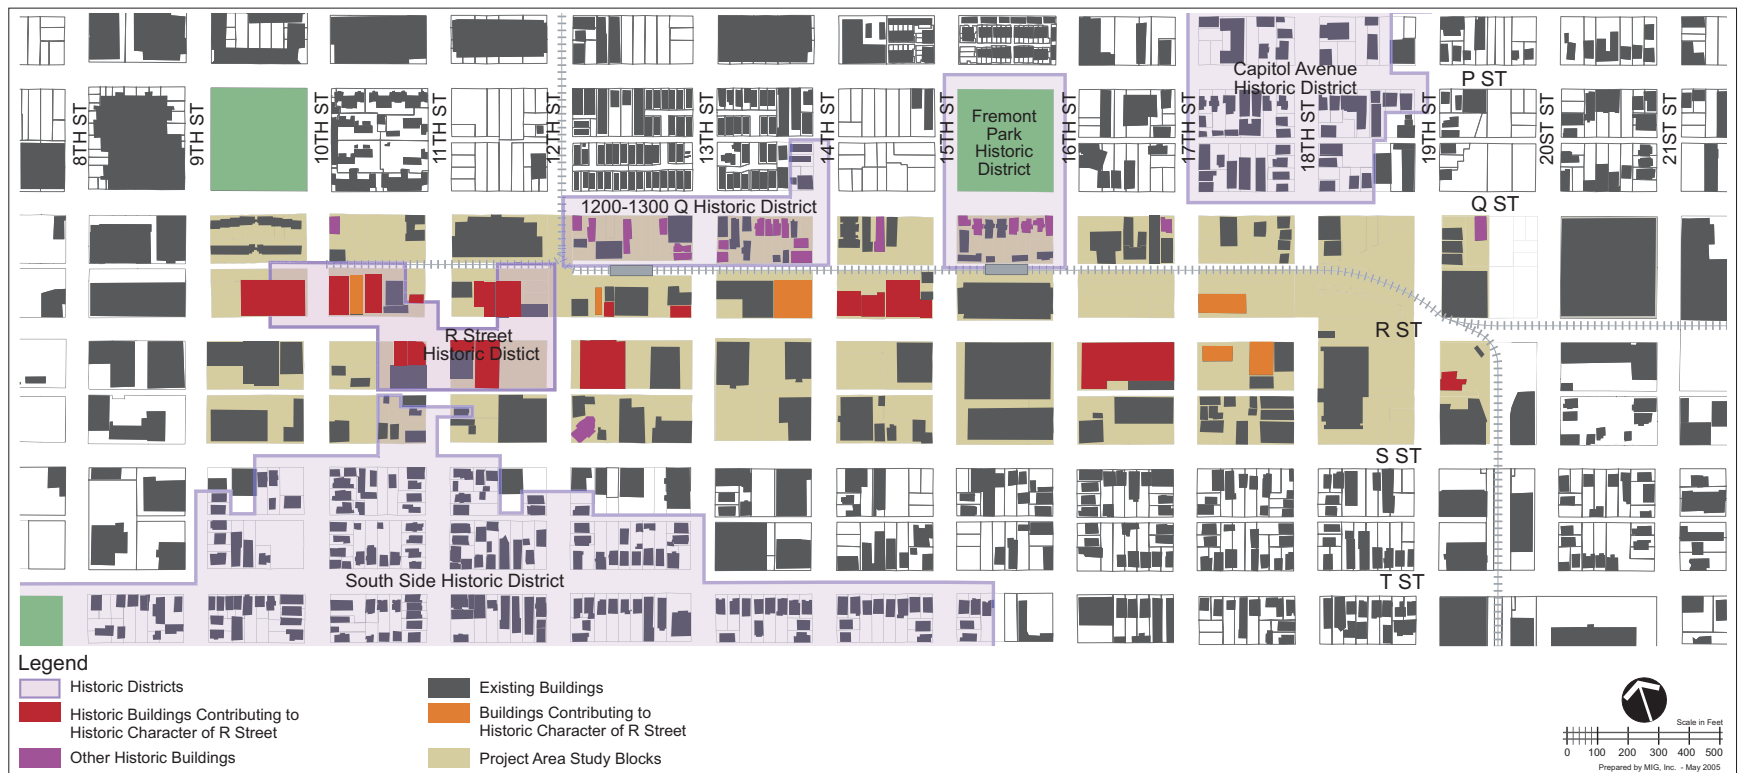 Capitol Avenue
Historic District
P ST
8TH ST
9TH ST
10TH ST
11TH ST
12TH ST
13TH ST
14TH ST
15TH ST
16TH ST
17TH ST
18TH ST
19TH ST
20ST ST
21ST ST
Fremont
Park
Historic
District
1200-1300 Q Historic District
Q ST
R Street
Historic Distict
R ST
S ST
South Side Historic District
T ST
Legend
Historic Districts
Historic Buildings Contributing to
Historic Character of R Street
Other Historic Buildings
Existing Buildings
Buildings Contributing to
Historic Character of R Street
Project Area Study Blocks
Scale in Feet
0 100 200 300 400 500
Prepared by MIG, Inc. - May 2005